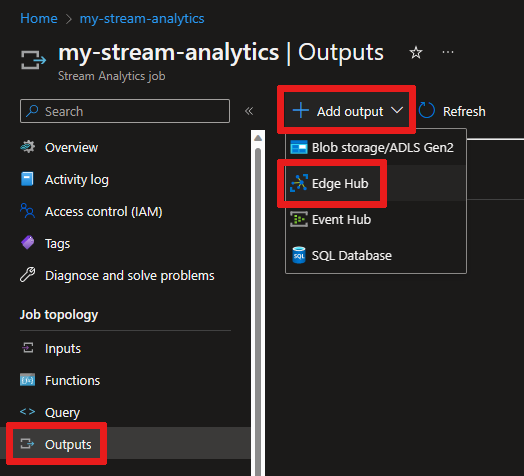 Home > my-stream-analytics
my-stream-analytics | Outputs ☆ ···
Stream Analytics job
Search «
+ Add output Refresh
Overview
Activity log
Access control (IAM)
Tags
Diagnose and solve problems
Job topology
Inputs
Functions
Query
Outputs
Blob storage/ADLS Gen2
Edge Hub
Event Hub
SQL Database